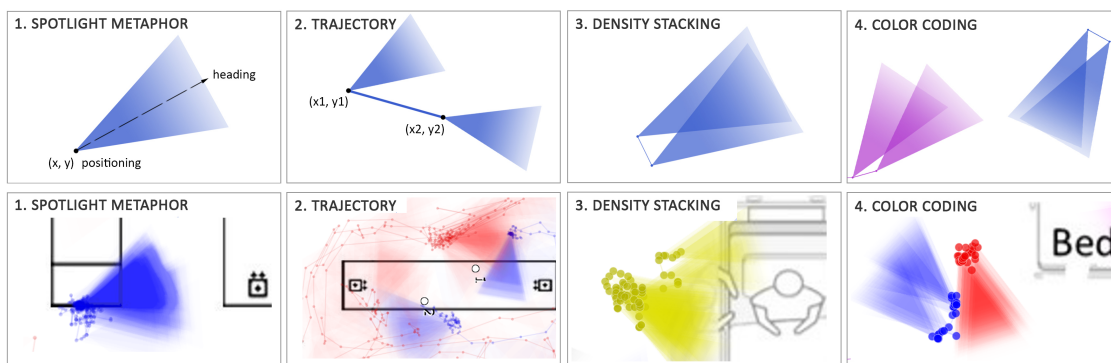 1. SPOTLIGHT METAPHOR
heading
(x, y) positioning
2. TRAJECTORY
(x1, y1)
(x2, y2)
3. DENSITY STACKING
4. COLOR CODING
1. SPOTLIGHT METAPHOR
2. TRAJECTORY
3. DENSITY STACKING
4. COLOR CODING
Bed